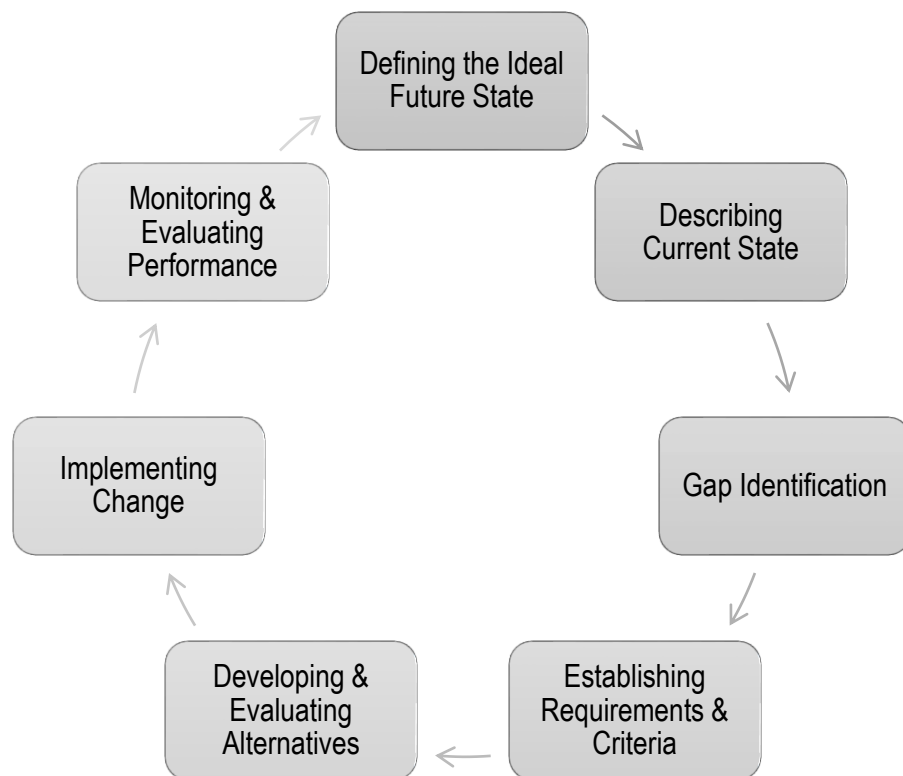 Defining the Ideal
Future State
Describing
Current State
Gap Identification
Establishing
Requirements &
Criteria
Developing &
Evaluating
Alternatives
Implementing
Change
Monitoring &
Evaluating
Performance